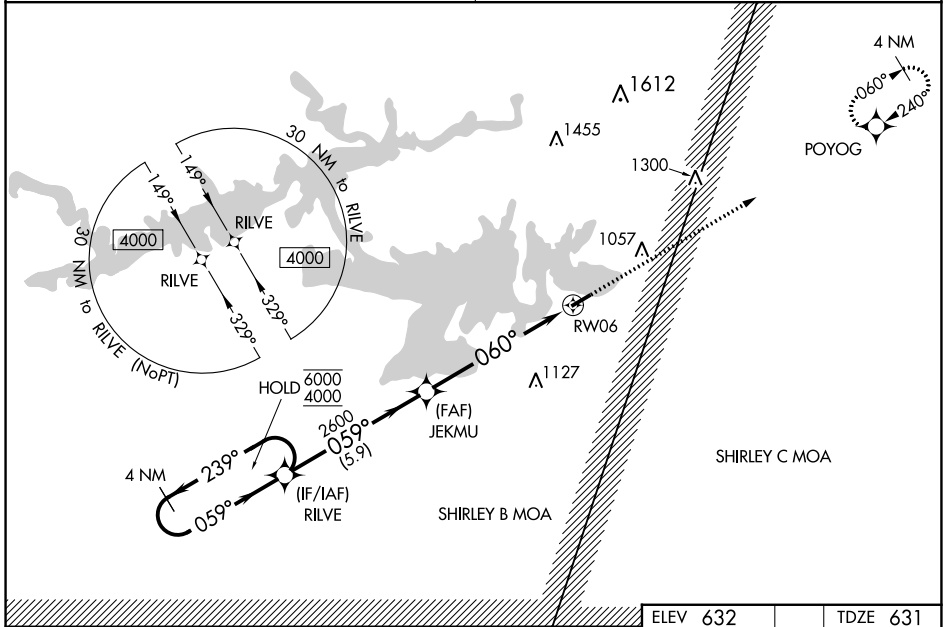 4 NM
060°
240°
POYOG
1612
1455
1300
1057
30 NM to RILVE
149°
149°
RILVE
4000
4000
RILVE
329°
329°
30 NM to RILVE (NoPT)
RW06
060°
1127
HOLD 6000
4000
2600
059°
(5.9)
(FAF)
JEKMU
4 NM
239°
059°
(IF/IAF)
RILVE
SHIRLEY C MOA
SHIRLEY B MOA
ELEV 632
TDZE 631